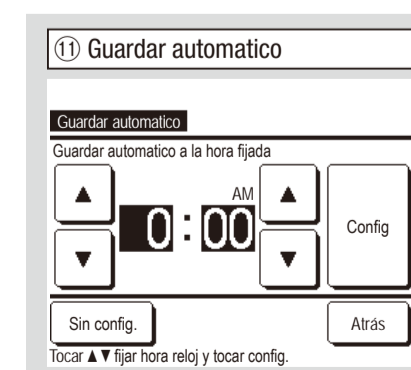 ⑪ Guardar automatico
Guardar automatico
Guardar automatico a la hora fijada
▲ AM ▲
0 : 00 Config
▼ ▼
Sin config. Atrás
Tocar ▲▼ fijar hora reloj y tocar config.